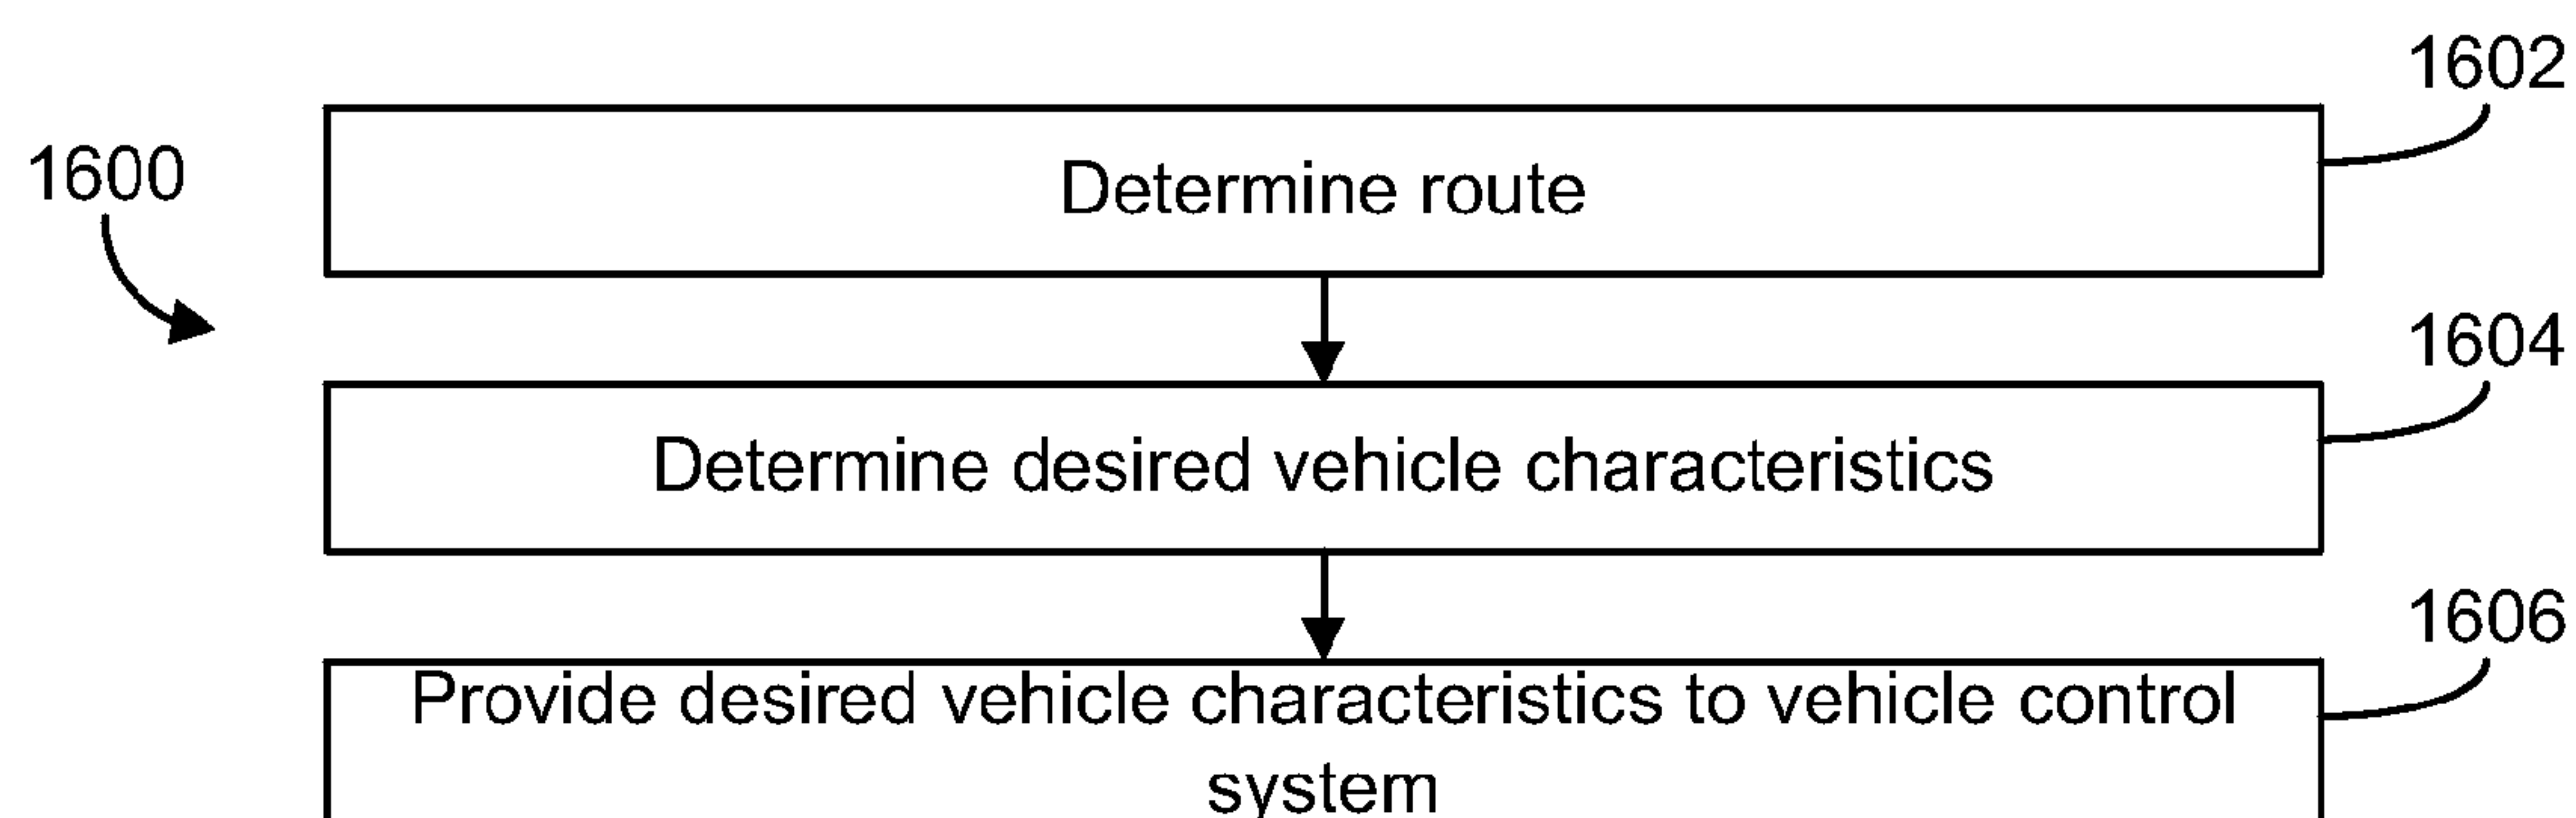 1602
1600
Determine route
1604
Determine desired vehicle characteristics
1606
Provide desired vehicle characteristics to vehicle control
system